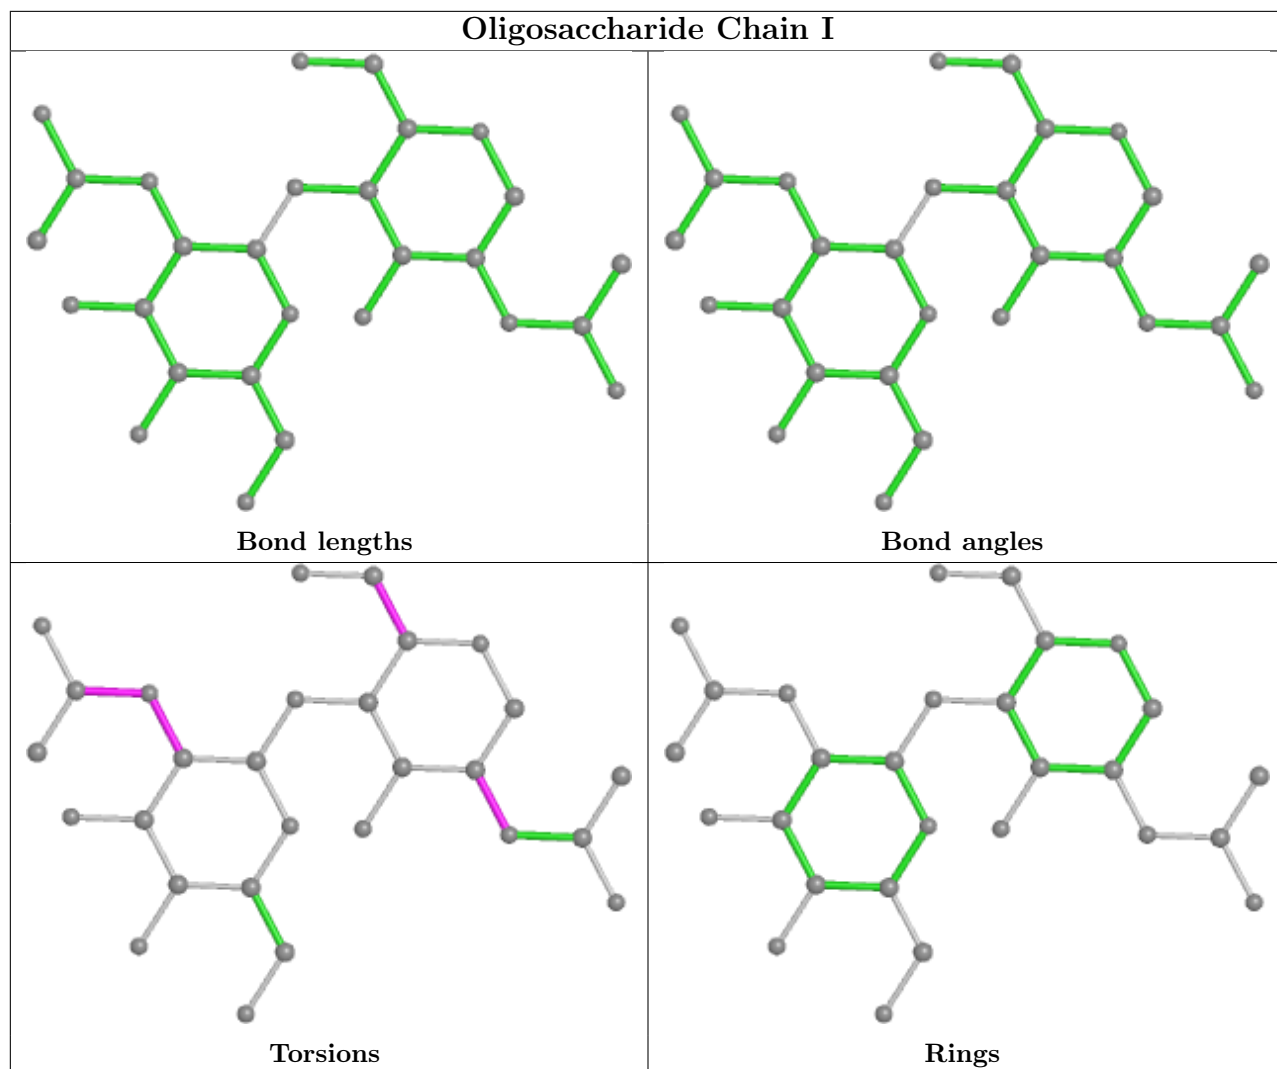 Oligosaccharide Chain I
Bond lengths
Bond angles
Torsions
Rings